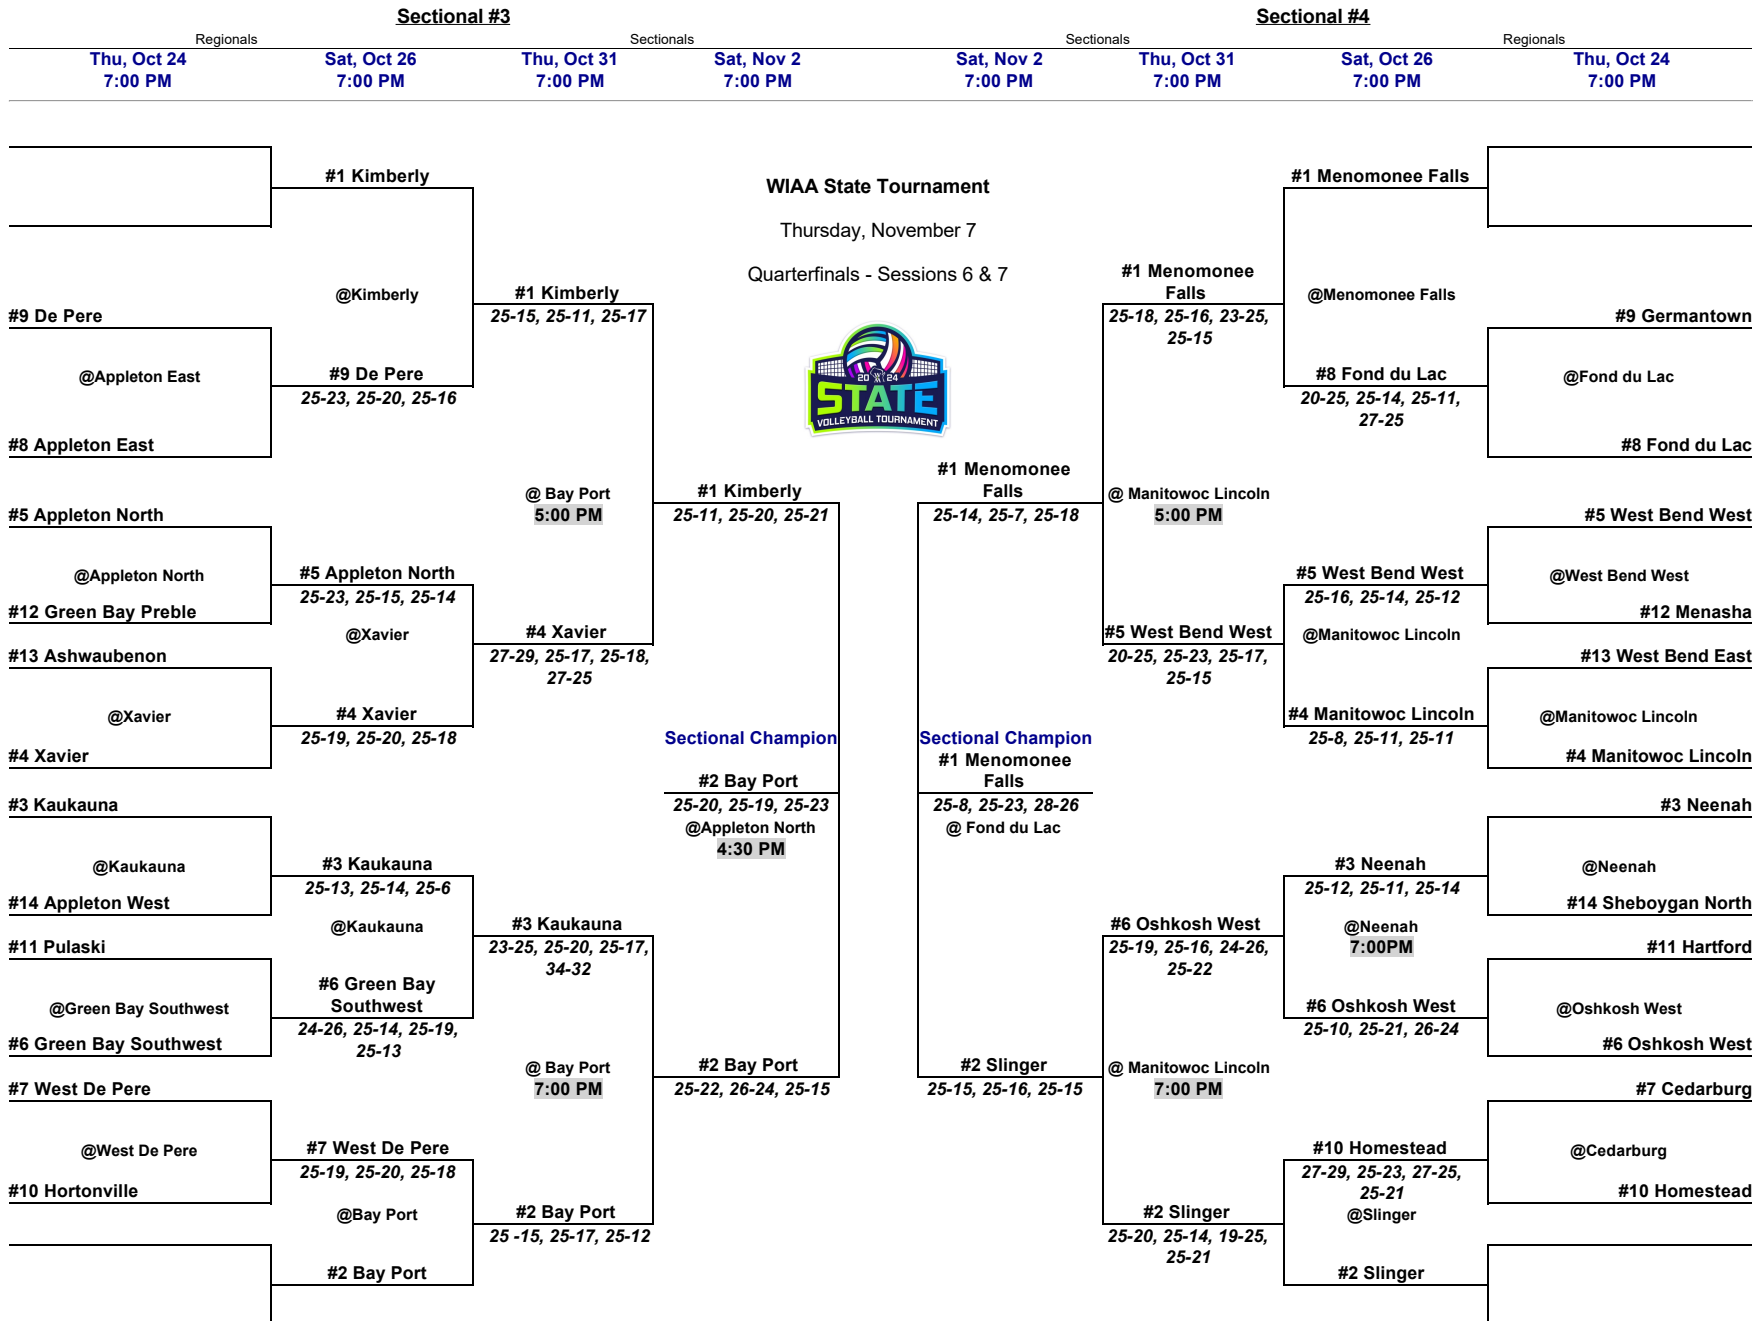 Sectional #3
Sectional #4
Regionals
Sectionals
Sectionals
Regionals
Thu, Oct 24
7:00 PM
Sat, Oct 26
7:00 PM
Thu, Oct 31
7:00 PM
Sat, Nov 2
7:00 PM
Sat, Nov 2
7:00 PM
Thu, Oct 31
7:00 PM
Sat, Oct 26
7:00 PM
Thu, Oct 24
7:00 PM
#9 De Pere
@Appleton East
#8 Appleton East
#5 Appleton North
@Appleton North
#12 Green Bay Preble
#13 Ashwaubenon
@Xavier
#4 Xavier
#3 Kaukauna
@Kaukauna
#14 Appleton West
#11 Pulaski
@Green Bay Southwest
#6 Green Bay Southwest
#7 West De Pere
@West De Pere
#10 Hortonville
#1 Kimberly
@Kimberly
#9 De Pere
25-23, 25-20, 25-16
#5 Appleton North
25-23, 25-15, 25-14
@Xavier
#4 Xavier
25-19, 25-20, 25-18
#3 Kaukauna
25-13, 25-14, 25-6
@Kaukauna
#6 Green Bay
Southwest
24-26, 25-14, 25-19,
25-13
#7 West De Pere
25-19, 25-20, 25-18
@Bay Port
#2 Bay Port
#1 Kimberly
25-15, 25-11, 25-17
@ Bay Port
5:00 PM
#4 Xavier
27-29, 25-17, 25-18,
27-25
#3 Kaukauna
23-25, 25-20, 25-17,
34-32
@ Bay Port
7:00 PM
#2 Bay Port
25 -15, 25-17, 25-12
#1 Kimberly
25-11, 25-20, 25-21
Sectional Champion
#2 Bay Port
25-20, 25-19, 25-23
@Appleton North
4:30 PM
#2 Bay Port
25-22, 26-24, 25-15
WIAA State Tournament
Thursday, November 7
Quarterfinals - Sessions 6 & 7
20 24
STATE
VOLLEYBALL TOURNAMENT
#1 Menomonee
Falls
25-14, 25-7, 25-18
Sectional Champion
#1 Menomonee
Falls
25-8, 25-23, 28-26
@ Fond du Lac
#2 Slinger
25-15, 25-16, 25-15
#1 Menomonee
Falls
25-18, 25-16, 23-25,
25-15
@ Manitowoc Lincoln
5:00 PM
#5 West Bend West
20-25, 25-23, 25-17,
25-15
#6 Oshkosh West
25-19, 25-16, 24-26,
25-22
@ Manitowoc Lincoln
7:00 PM
#2 Slinger
25-20, 25-14, 19-25,
25-21
#1 Menomonee Falls
@Menomonee Falls
#8 Fond du Lac
20-25, 25-14, 25-11,
27-25
#5 West Bend West
25-16, 25-14, 25-12
@Manitowoc Lincoln
#4 Manitowoc Lincoln
25-8, 25-11, 25-11
#3 Neenah
25-12, 25-11, 25-14
@Neenah
7:00PM
#6 Oshkosh West
25-10, 25-21, 26-24
#10 Homestead
27-29, 25-23, 27-25,
25-21
@Slinger
#2 Slinger
#9 Germantown
@Fond du Lac
#8 Fond du Lac
#5 West Bend West
@West Bend West
#12 Menasha
#13 West Bend East
@Manitowoc Lincoln
#4 Manitowoc Lincoln
#3 Neenah
@Neenah
#14 Sheboygan North
#11 Hartford
@Oshkosh West
#6 Oshkosh West
#7 Cedarburg
@Cedarburg
#10 Homestead